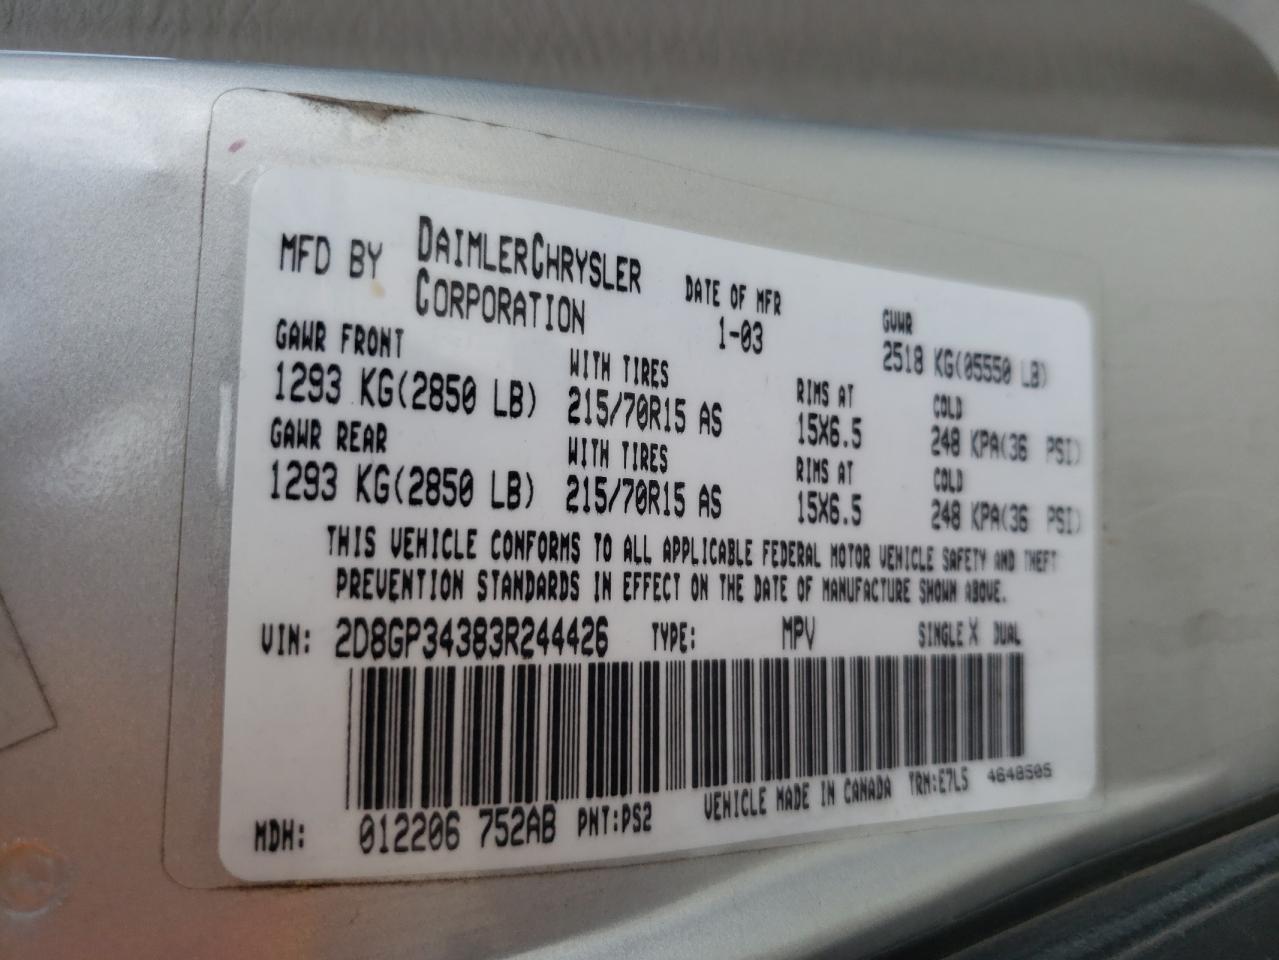 MFD BY DAIMLERCHRYSLER CORPORATION
DATE OF MFR 1-03
GVWR 2518 KG(05550 LB)
GAWR FRONT WITH TIRES RIMS AT COLD
1293 KG(2850 LB) 215/70R15 AS 15X6.5 248 KPA(36 PSI)
GAWR REAR WITH TIRES RIMS AT COLD
1293 KG(2850 LB) 215/70R15 AS 15X6.5 248 KPA(36 PSI)
THIS VEHICLE CONFORMS TO ALL APPLICABLE FEDERAL MOTOR VEHICLE SAFETY AND THEFT
PREVENTION STANDARDS IN EFFECT ON THE DATE OF MANUFACTURE SHOWN ABOVE.
VIN: 2D8GP34383R244426 TYPE: MPV SINGLE X DUAL
MDH: 012206 752AB PNT:PS2 VEHICLE MADE IN CANADA TRM:E7L5 4648505